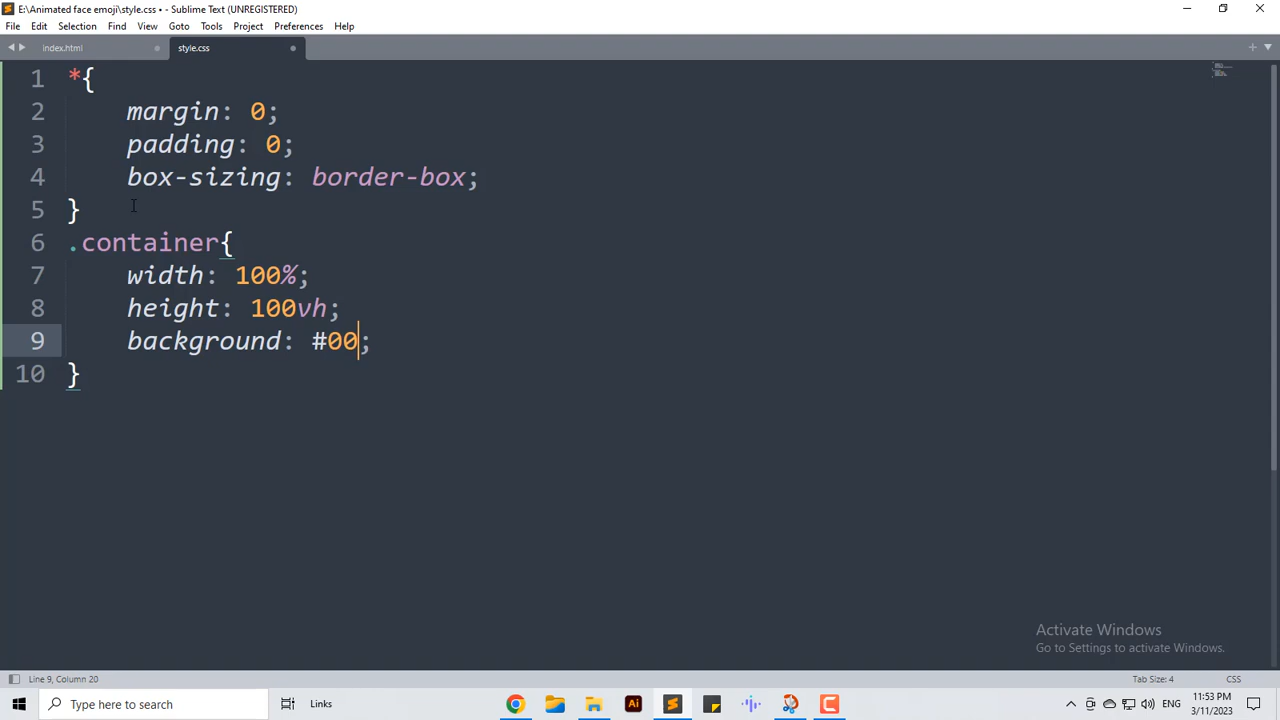 E:\Animated face emoji\style.css • - Sublime Text (UNREGISTERED)
File Edit Selection Find View Goto Tools Project Preferences Help
index.html style.css
1 *{
2 margin: 0;
3 padding: 0;
4 box-sizing: border-box;
5 }
6 .container{
7 width: 100%;
8 height: 100vh;
9 background: #00;
10 }
Activate Windows
Go to Settings to activate Windows.
Line 9, Column 20 Tab Size: 4 CSS
Type here to search Links Ai ENG 11:53 PM
3/11/2023